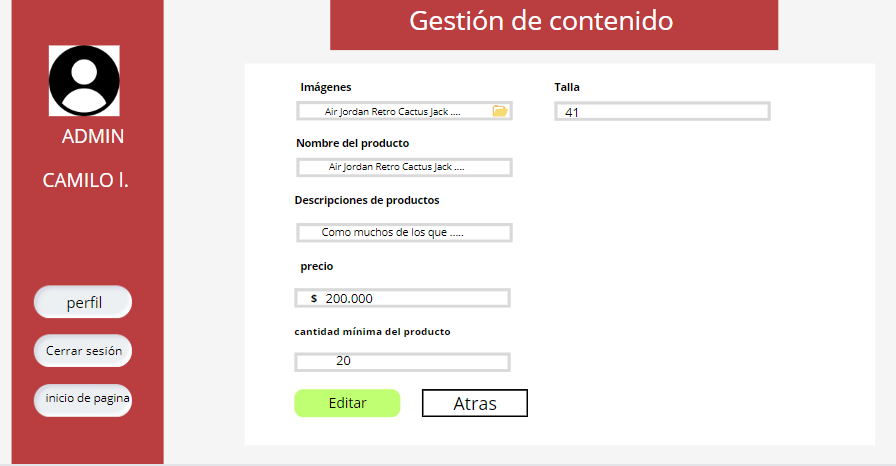 Gestión de contenido
ADMIN
CAMILO l.
perfil
Cerrar sesión
inicio de pagina
Imágenes
Air Jordan Retro Cactus Jack ....
Talla
41
Nombre del producto
Air Jordan Retro Cactus Jack ....
Descripciones de productos
Como muchos de los que .....
precio
$ 200.000
cantidad mínima del producto
20
Editar
Atras